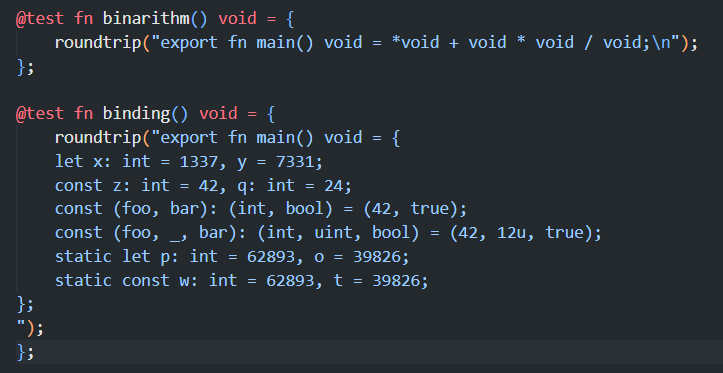 @test fn binarithm() void = {
    roundtrip("export fn main() void = *void + void * void / void;\n");
};

@test fn binding() void = {
    roundtrip("export fn main() void = {
    let x: int = 1337, y = 7331;
    const z: int = 42, q: int = 24;
    const (foo, bar): (int, bool) = (42, true);
    const (foo, _, bar): (int, uint, bool) = (42, 12u, true);
    static let p: int = 62893, o = 39826;
    static const w: int = 62893, t = 39826;
};
");
};